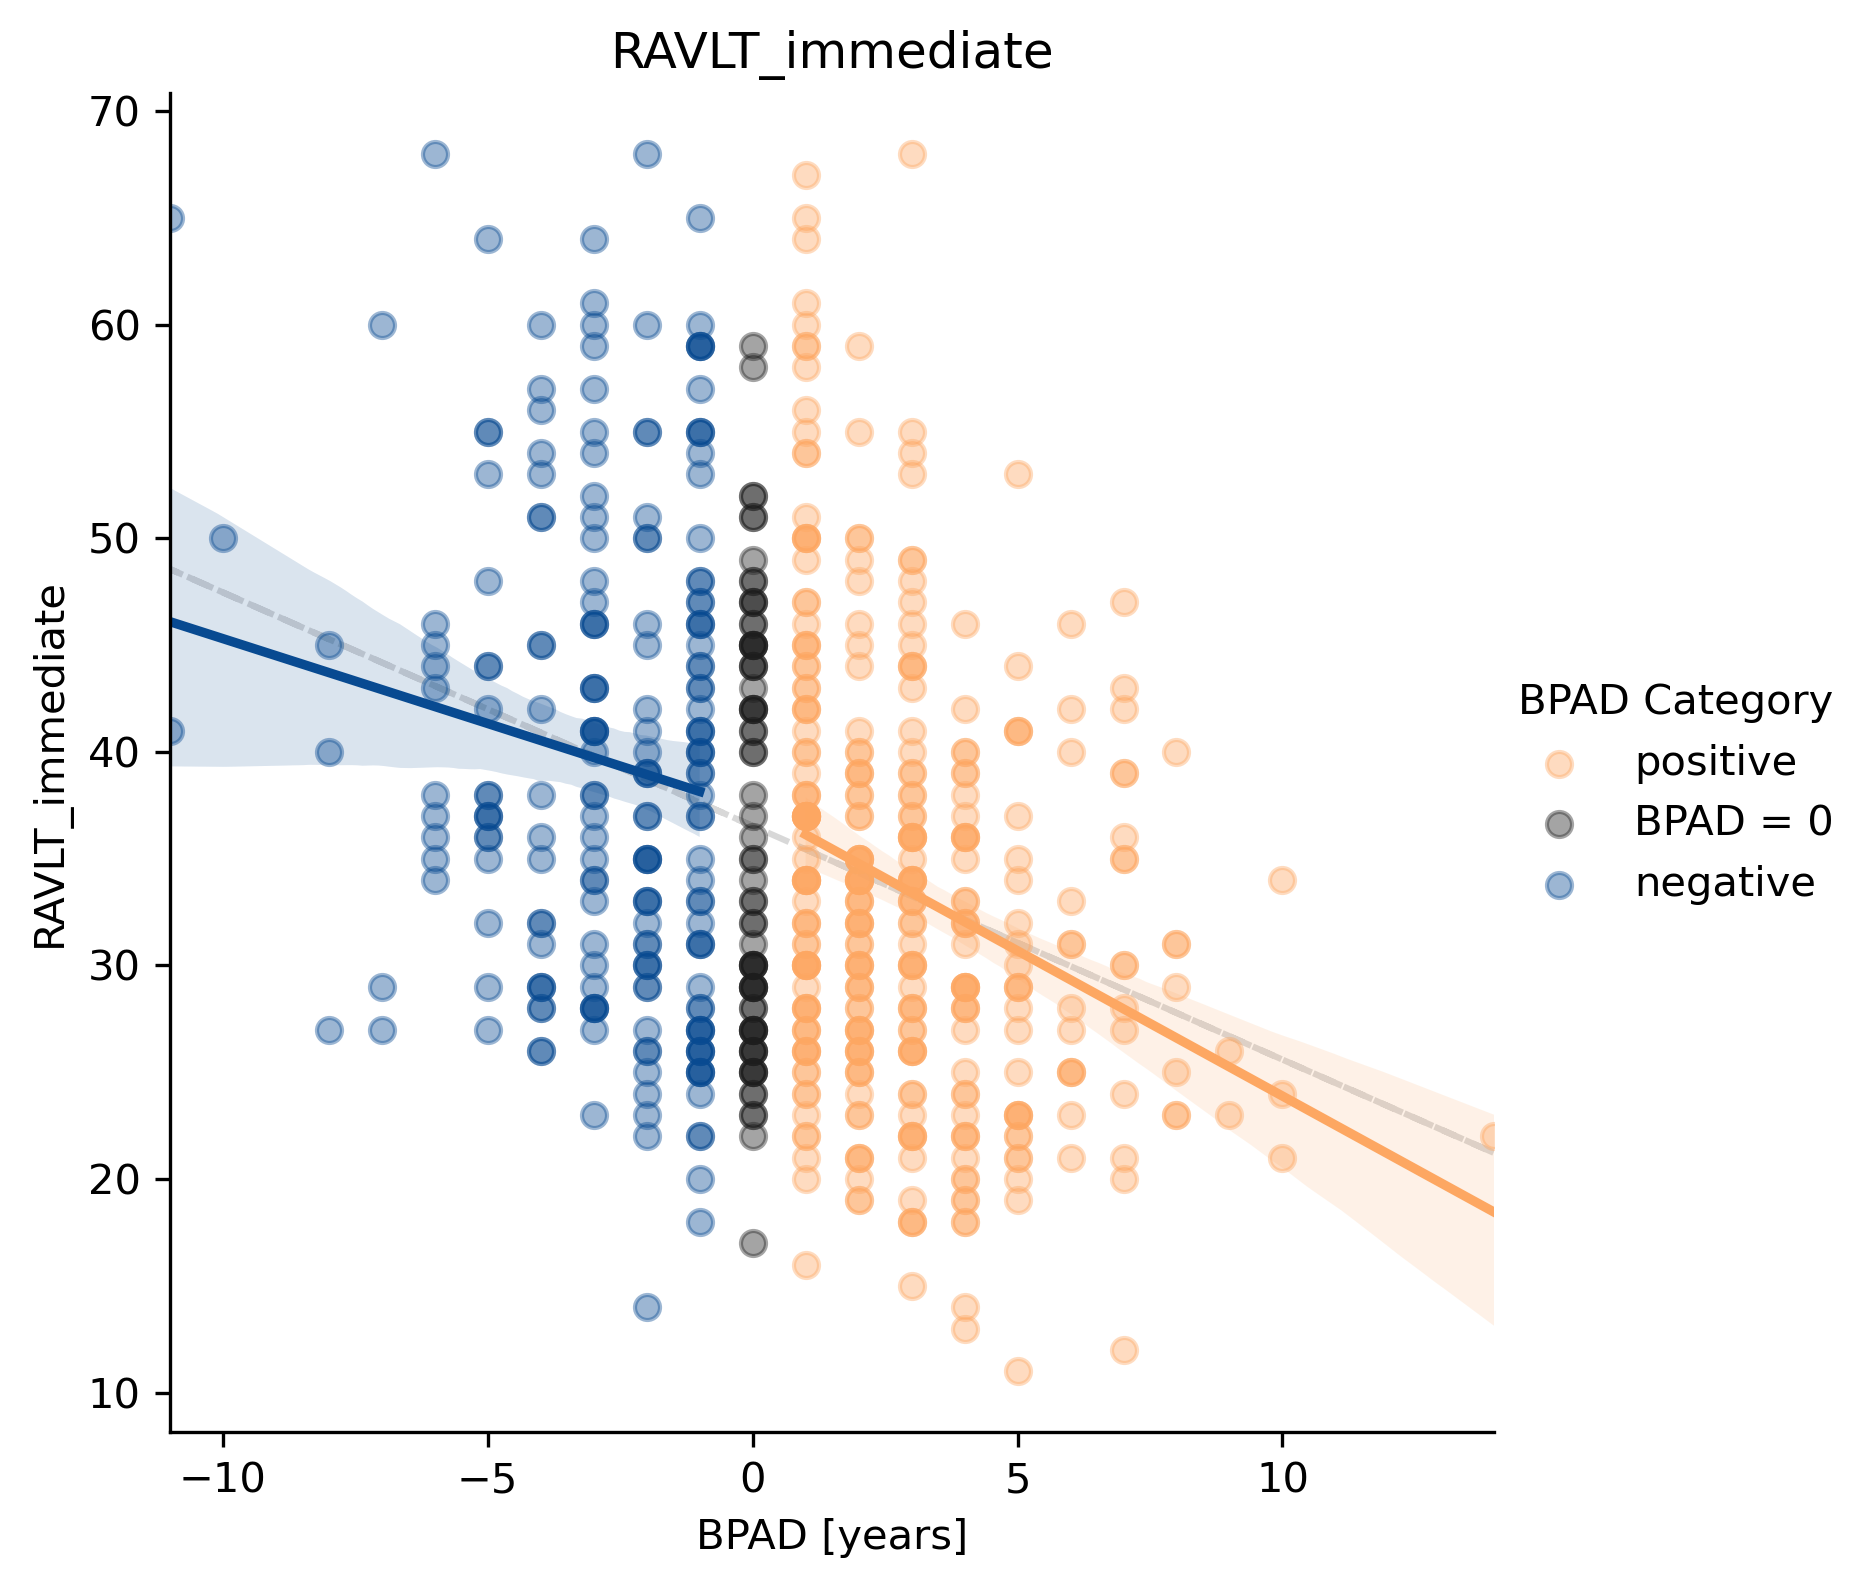 RAVLT_immediate
70
60
50
40
30
20
10
RAVLT_immediate
−10 −5 0 5 10
BPAD [years]
BPAD Category
positive
BPAD = 0
negative